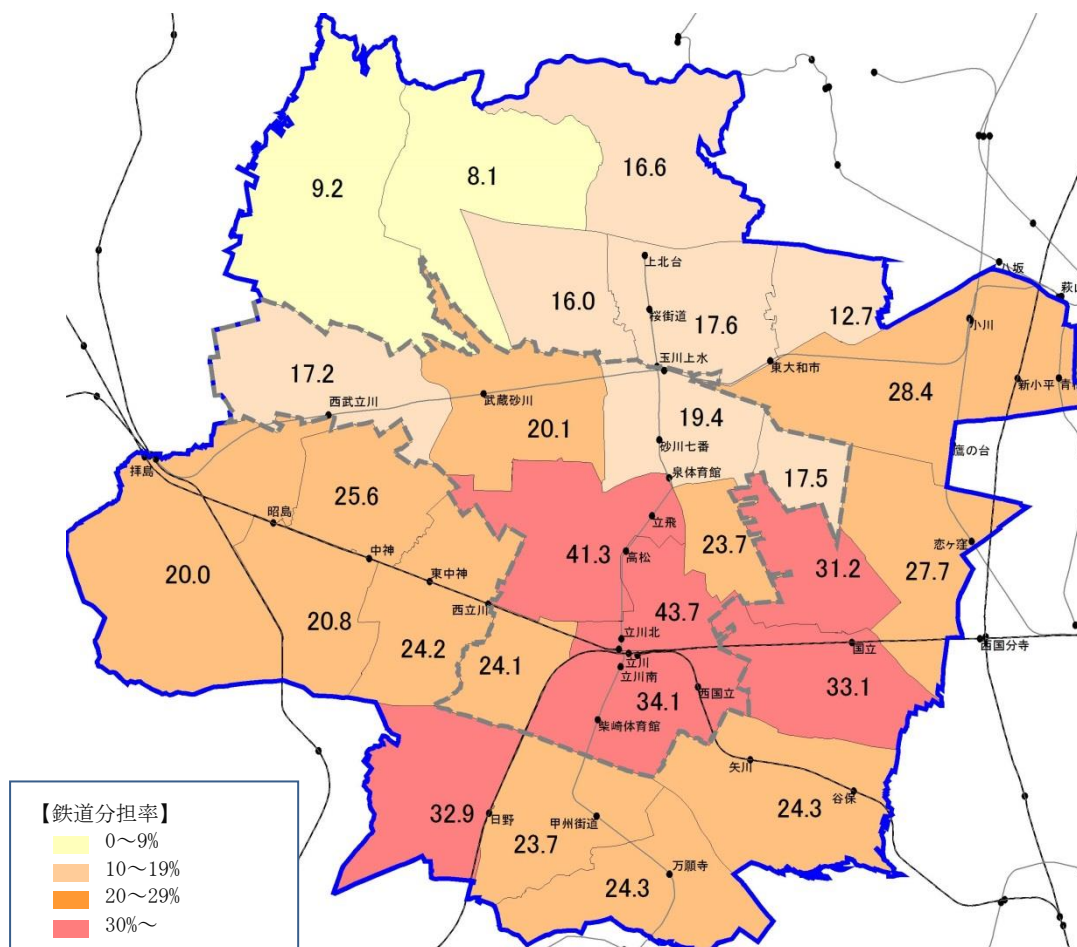 9.2
8.1
16.6
上北台
八坂
萩山
16.0
桜街道
17.6
12.7
小川
玉川上水
東大和市
17.2
新小平
28.4
西武立川
武蔵砂川
20.1
19.4
砂川七番
鷹の台
拝島
泉体育館
17.5
25.6
昭島
立飛
41.3
高松
23.7
恋ヶ窪
31.2
27.7
中神
20.0
東中神
西立川
20.8
43.7
24.2
24.1
立川北
立川
立川南
国立
西国分寺
34.1
西国立
33.1
柴崎体育館
矢川
谷保
24.3
32.9
日野
甲州街道
23.7
万願寺
24.3
【鉄道分担率】
0～9%
10～19%
20～29%
30%～